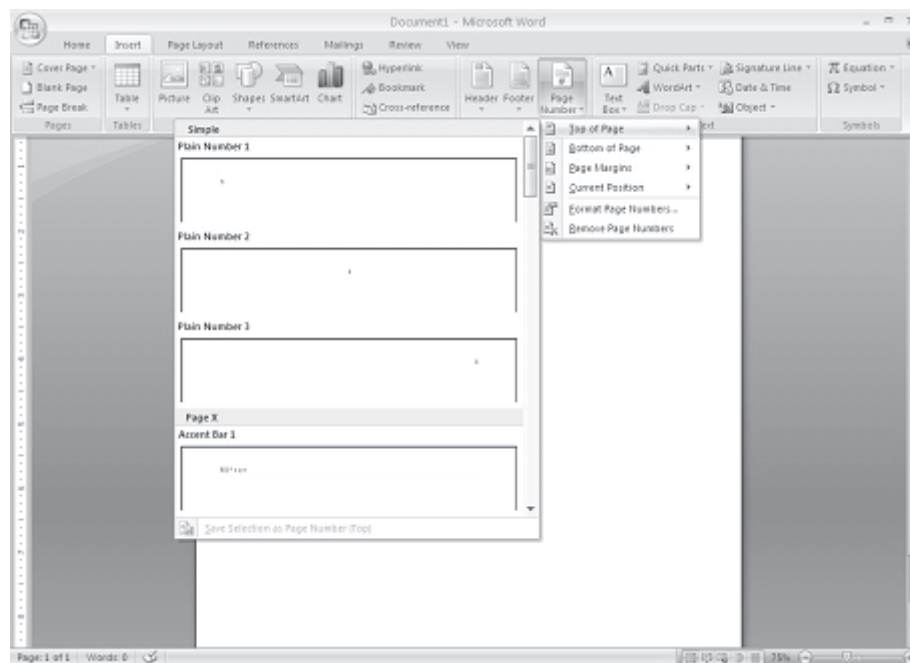 Document1 - Microsoft Word
Home Insert Page Layout References Mailings Review View
Cover Page
Blank Page
Page Break
Pages
Table
Tables
Picture Clip Art Shapes SmartArt Chart
Hyperlink
Bookmark
Cross-reference
Header Footer Page Number
Text Box
Quick Parts
WordArt
Drop Cap
Signature Line
Date & Time
Object
Equation
Symbol
Symbols
Simple
Plain Number 1
Plain Number 2
Plain Number 3
Page X
Accent Bar 1
Save Selection as Page Number (Top)
Top of Page
Bottom of Page
Page Margins
Current Position
Format Page Numbers...
Remove Page Numbers
Page: 1 of 1 Words: 0
75%